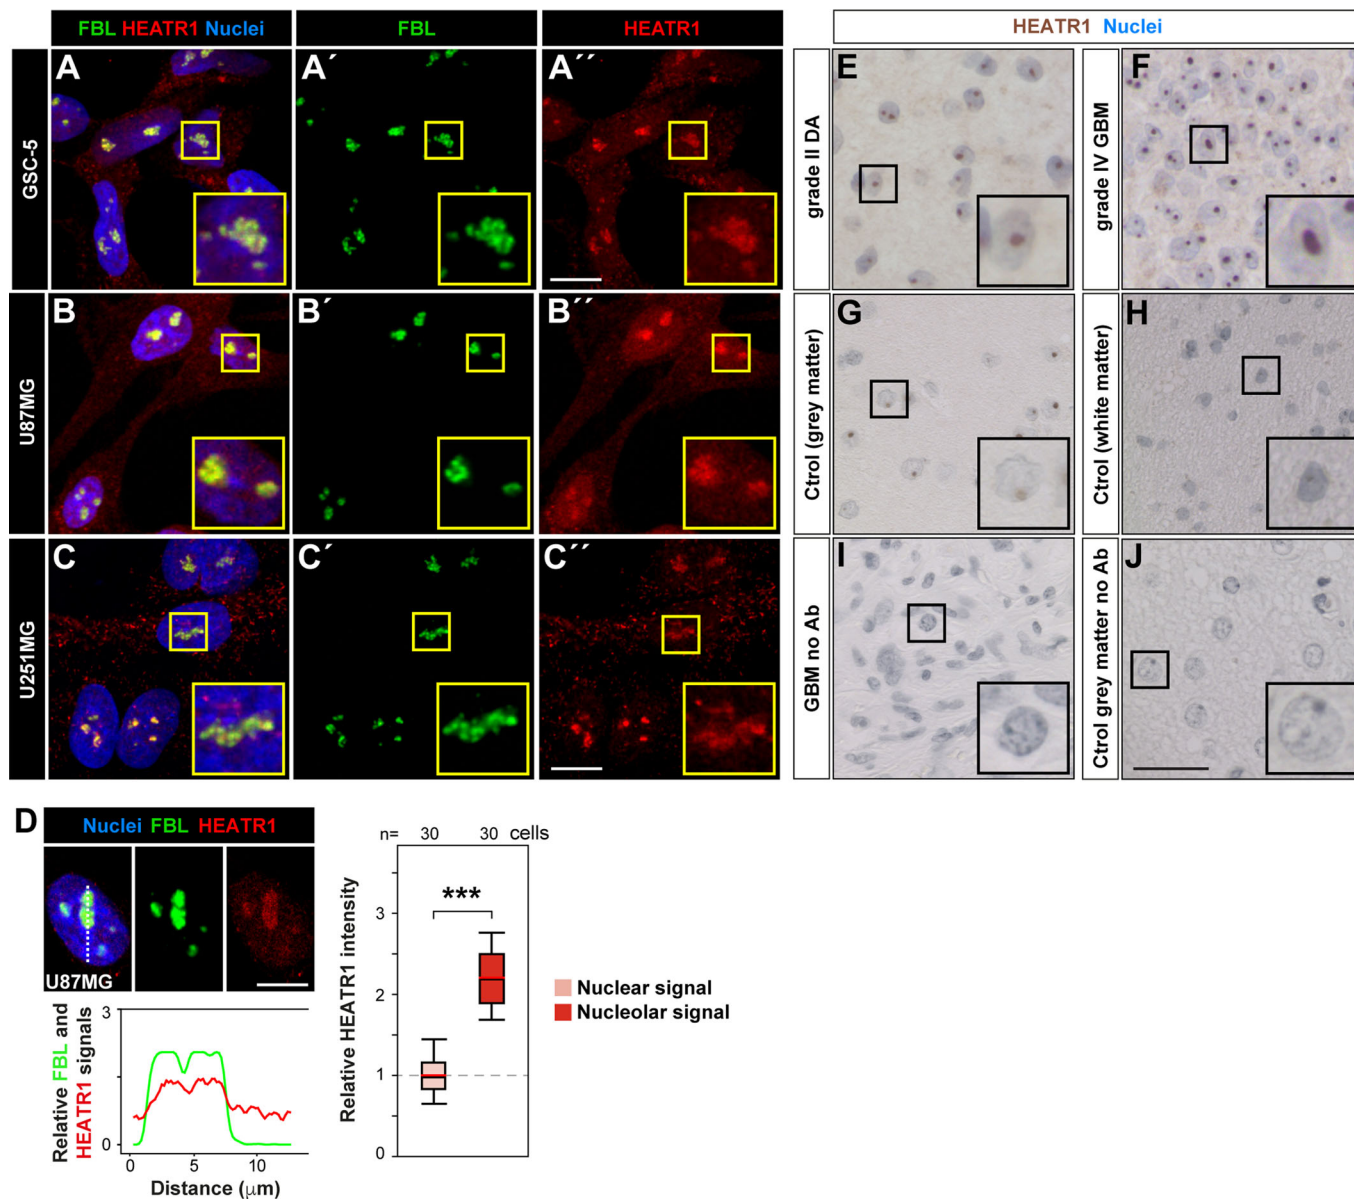 FBL HEATR1 Nuclei
FBL
HEATR1
HEATR1 Nuclei
GSC-5
A
A´
A´´
grade II DA
E
grade IV GBM
F
U87MG
B
B´
B´´
Ctrol (grey matter)
G
Ctrol (white matter)
H
U251MG
C
C´
C´´
GBM no Ab
I
Ctrol grey matter no Ab
J
D
Nuclei FBL HEATR1
U87MG
Relative FBL and
HEATR1 signals
3
0
0 5 10
Distance (μm)
n= 30 30 cells
***
Relative HEATR1 intensity
3
2
1
0
Nuclear signal
Nucleolar signal